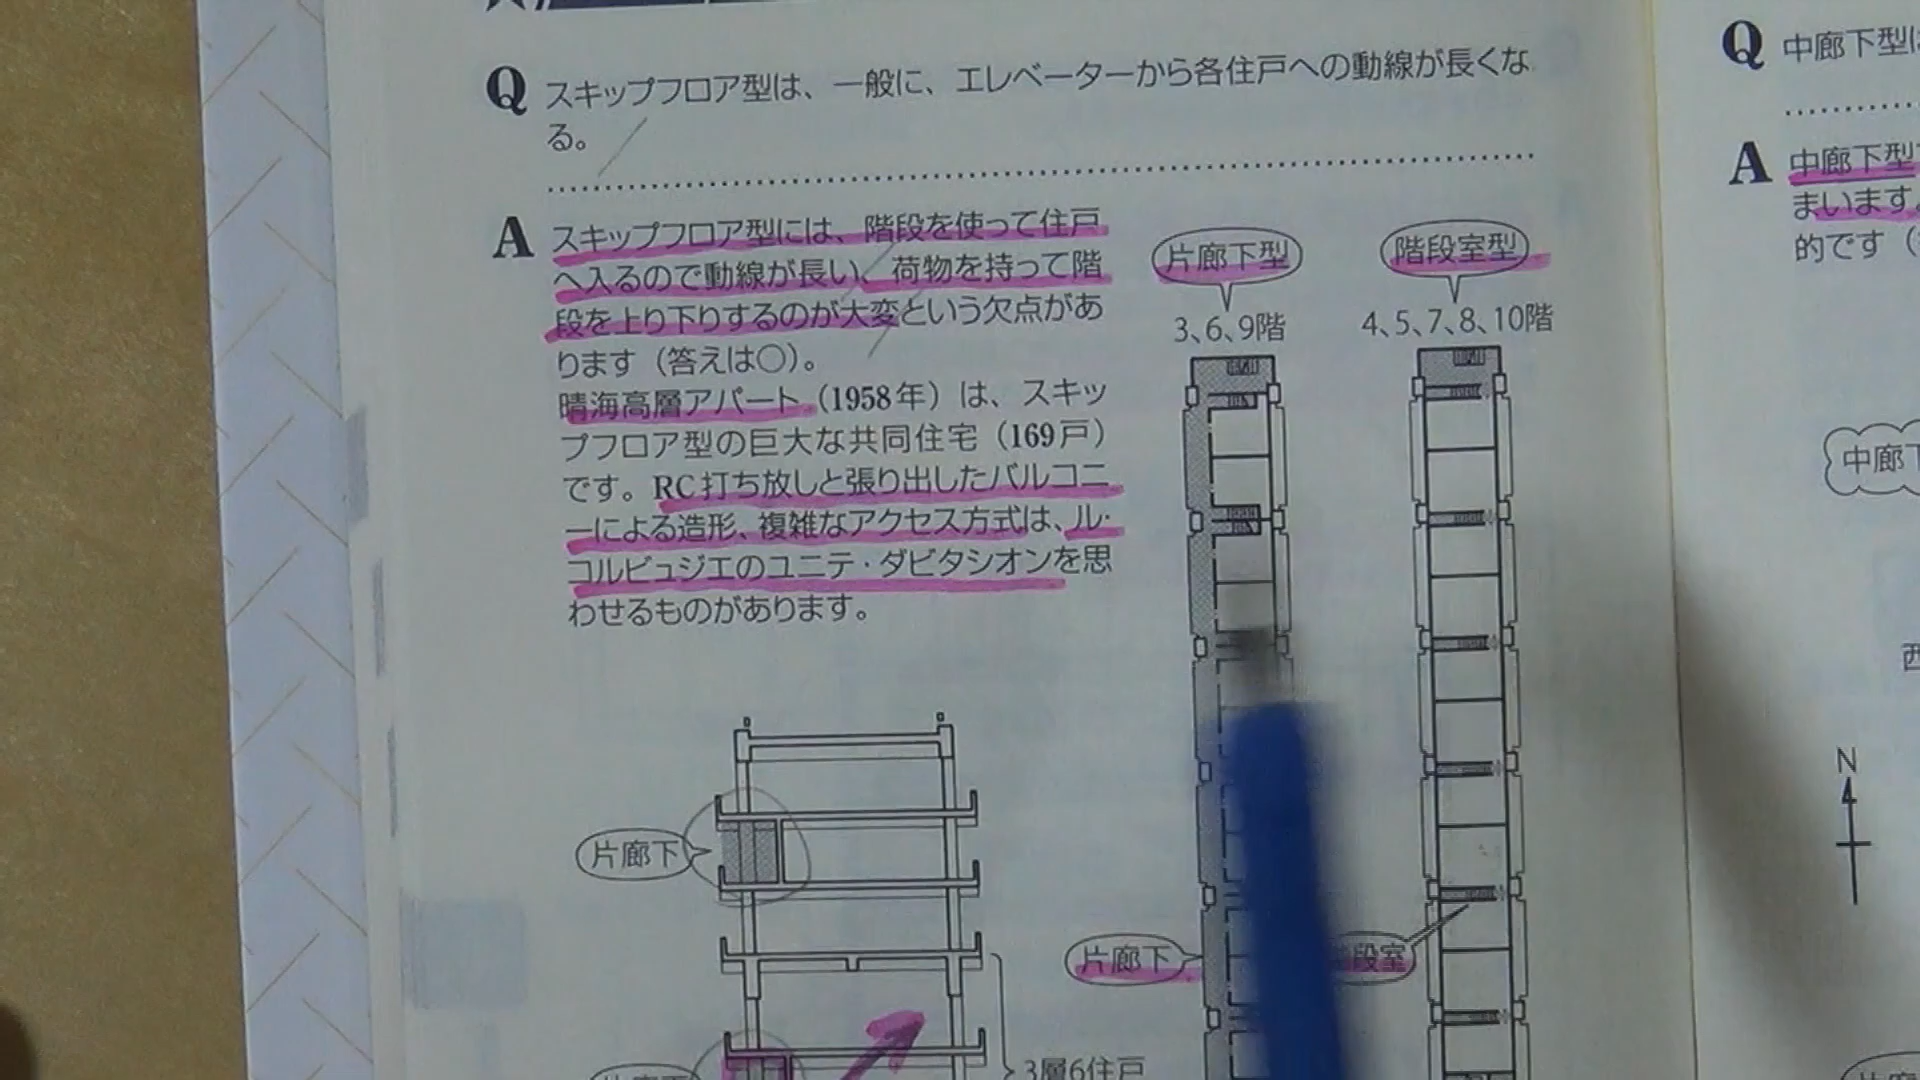 Q スキップフロア型は、一般に、エレベーターから各住戸への動線が長くな
る。
A スキップフロア型には、階段を使って住戸
へ入るので動線が長い、荷物を持って階
段を上り下りするのが大変という欠点があ
ります（答えは○）。
晴海高層アパート（1958年）は、スキッ
プフロア型の巨大な共同住宅（169戸）
です。RC打ち放しと張り出したバルコニ
ーによる造形、複雑なアクセス方式は、ル・
コルビュジエのユニテ・ダビタシオンを思
わせるものがあります。
片廊下型
3、6、9階
階段室型
4、5、7、8、10階
片廊下
片廊下
段室
3層6住戸
Q 中廊下型
A 中廊下型
まいます。
的です（
中廊
N